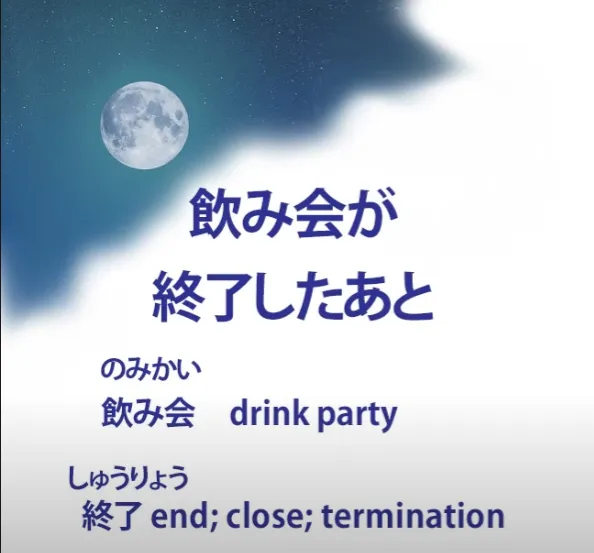 飲み会が
終了したあと
のみかい
飲み会 drink party
しゅうりょう
終了 end; close; termination